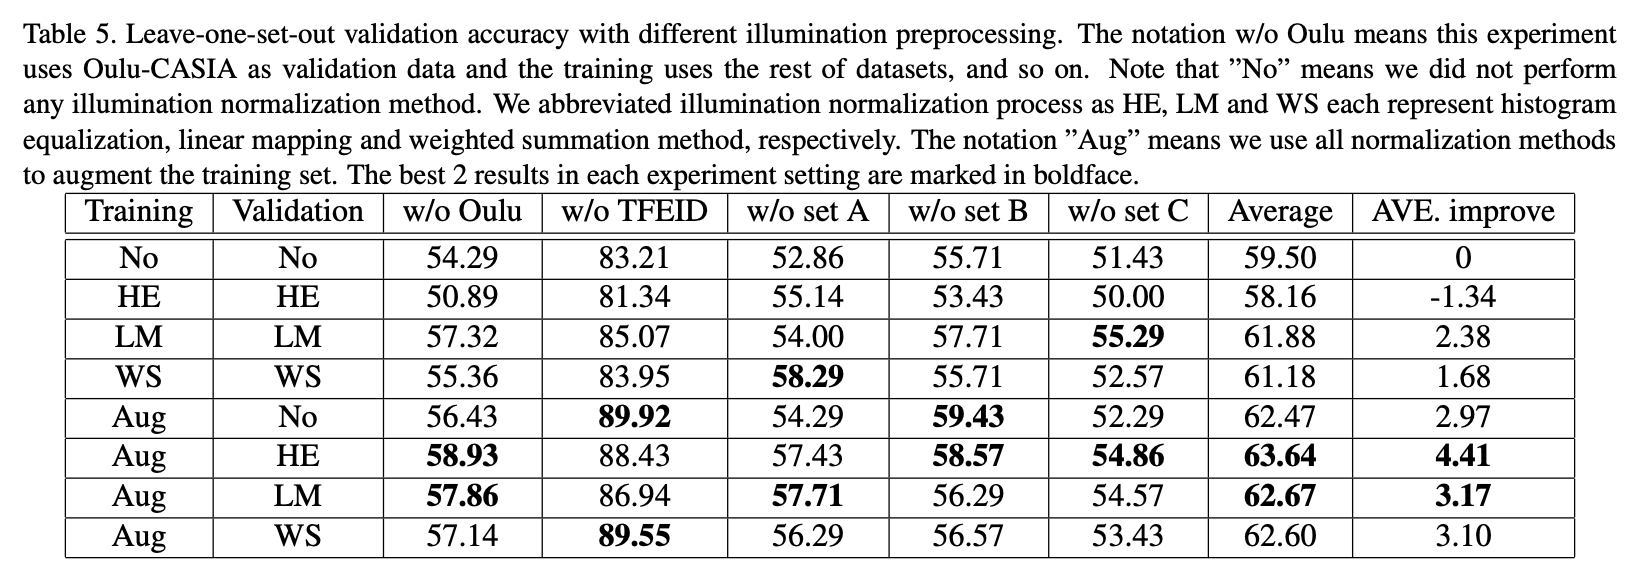 Table 5. Leave-one-set-out validation accuracy with different illumination preprocessing. The notation w/o Oulu means this experiment
uses Oulu-CASIA as validation data and the training uses the rest of datasets, and so on. Note that ”No” means we did not perform
any illumination normalization method. We abbreviated illumination normalization process as HE, LM and WS each represent histogram
equalization, linear mapping and weighted summation method, respectively. The notation ”Aug” means we use all normalization methods
to augment the training set. The best 2 results in each experiment setting are marked in boldface.
Training Validation w/o Oulu w/o TFEID w/o set A w/o set B w/o set C Average AVE. improve
No No 54.29 83.21 52.86 55.71 51.43 59.50 0
HE HE 50.89 81.34 55.14 53.43 50.00 58.16 -1.34
LM LM 57.32 85.07 54.00 57.71 55.29 61.88 2.38
WS WS 55.36 83.95 58.29 55.71 52.57 61.18 1.68
Aug No 56.43 89.92 54.29 59.43 52.29 62.47 2.97
Aug HE 58.93 88.43 57.43 58.57 54.86 63.64 4.41
Aug LM 57.86 86.94 57.71 56.29 54.57 62.67 3.17
Aug WS 57.14 89.55 56.29 56.57 53.43 62.60 3.10